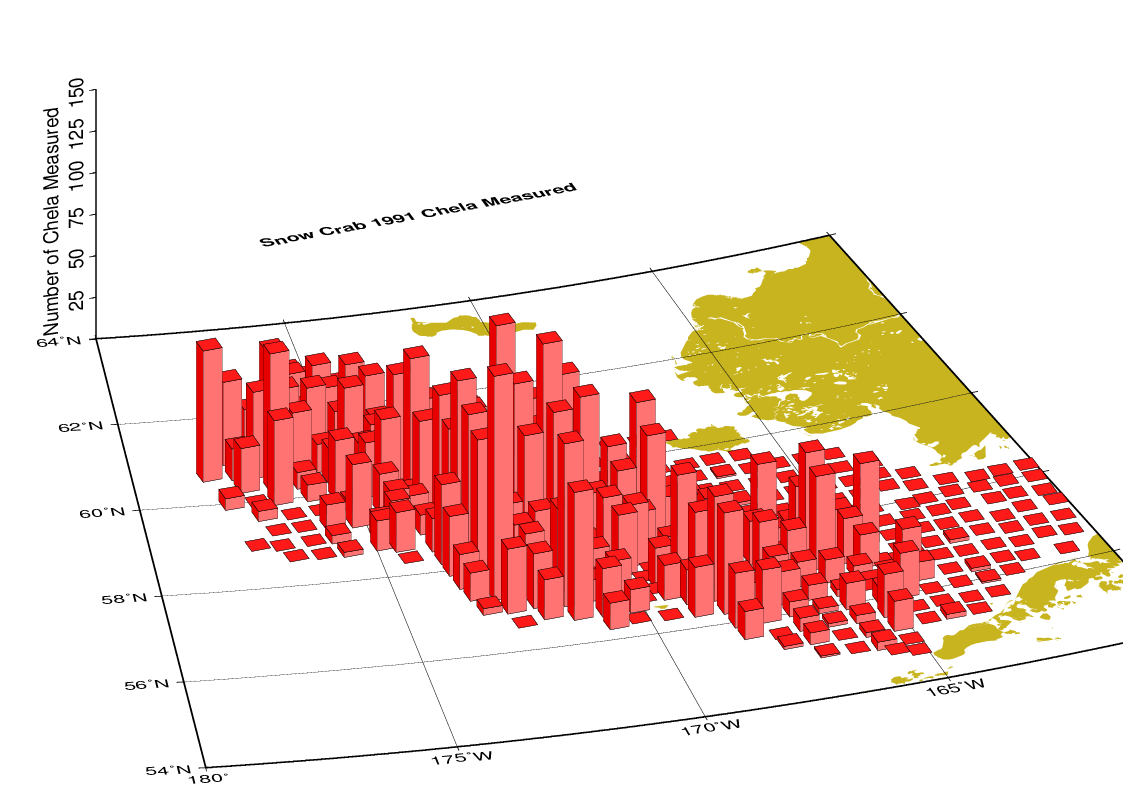 150
125
100
75
50
25
Number of Chela Measured
Snow Crab 1991 Chela Measured
64°N
62°N
60°N
58°N
56°N
54°N
180°
175°W
170°W
165°W